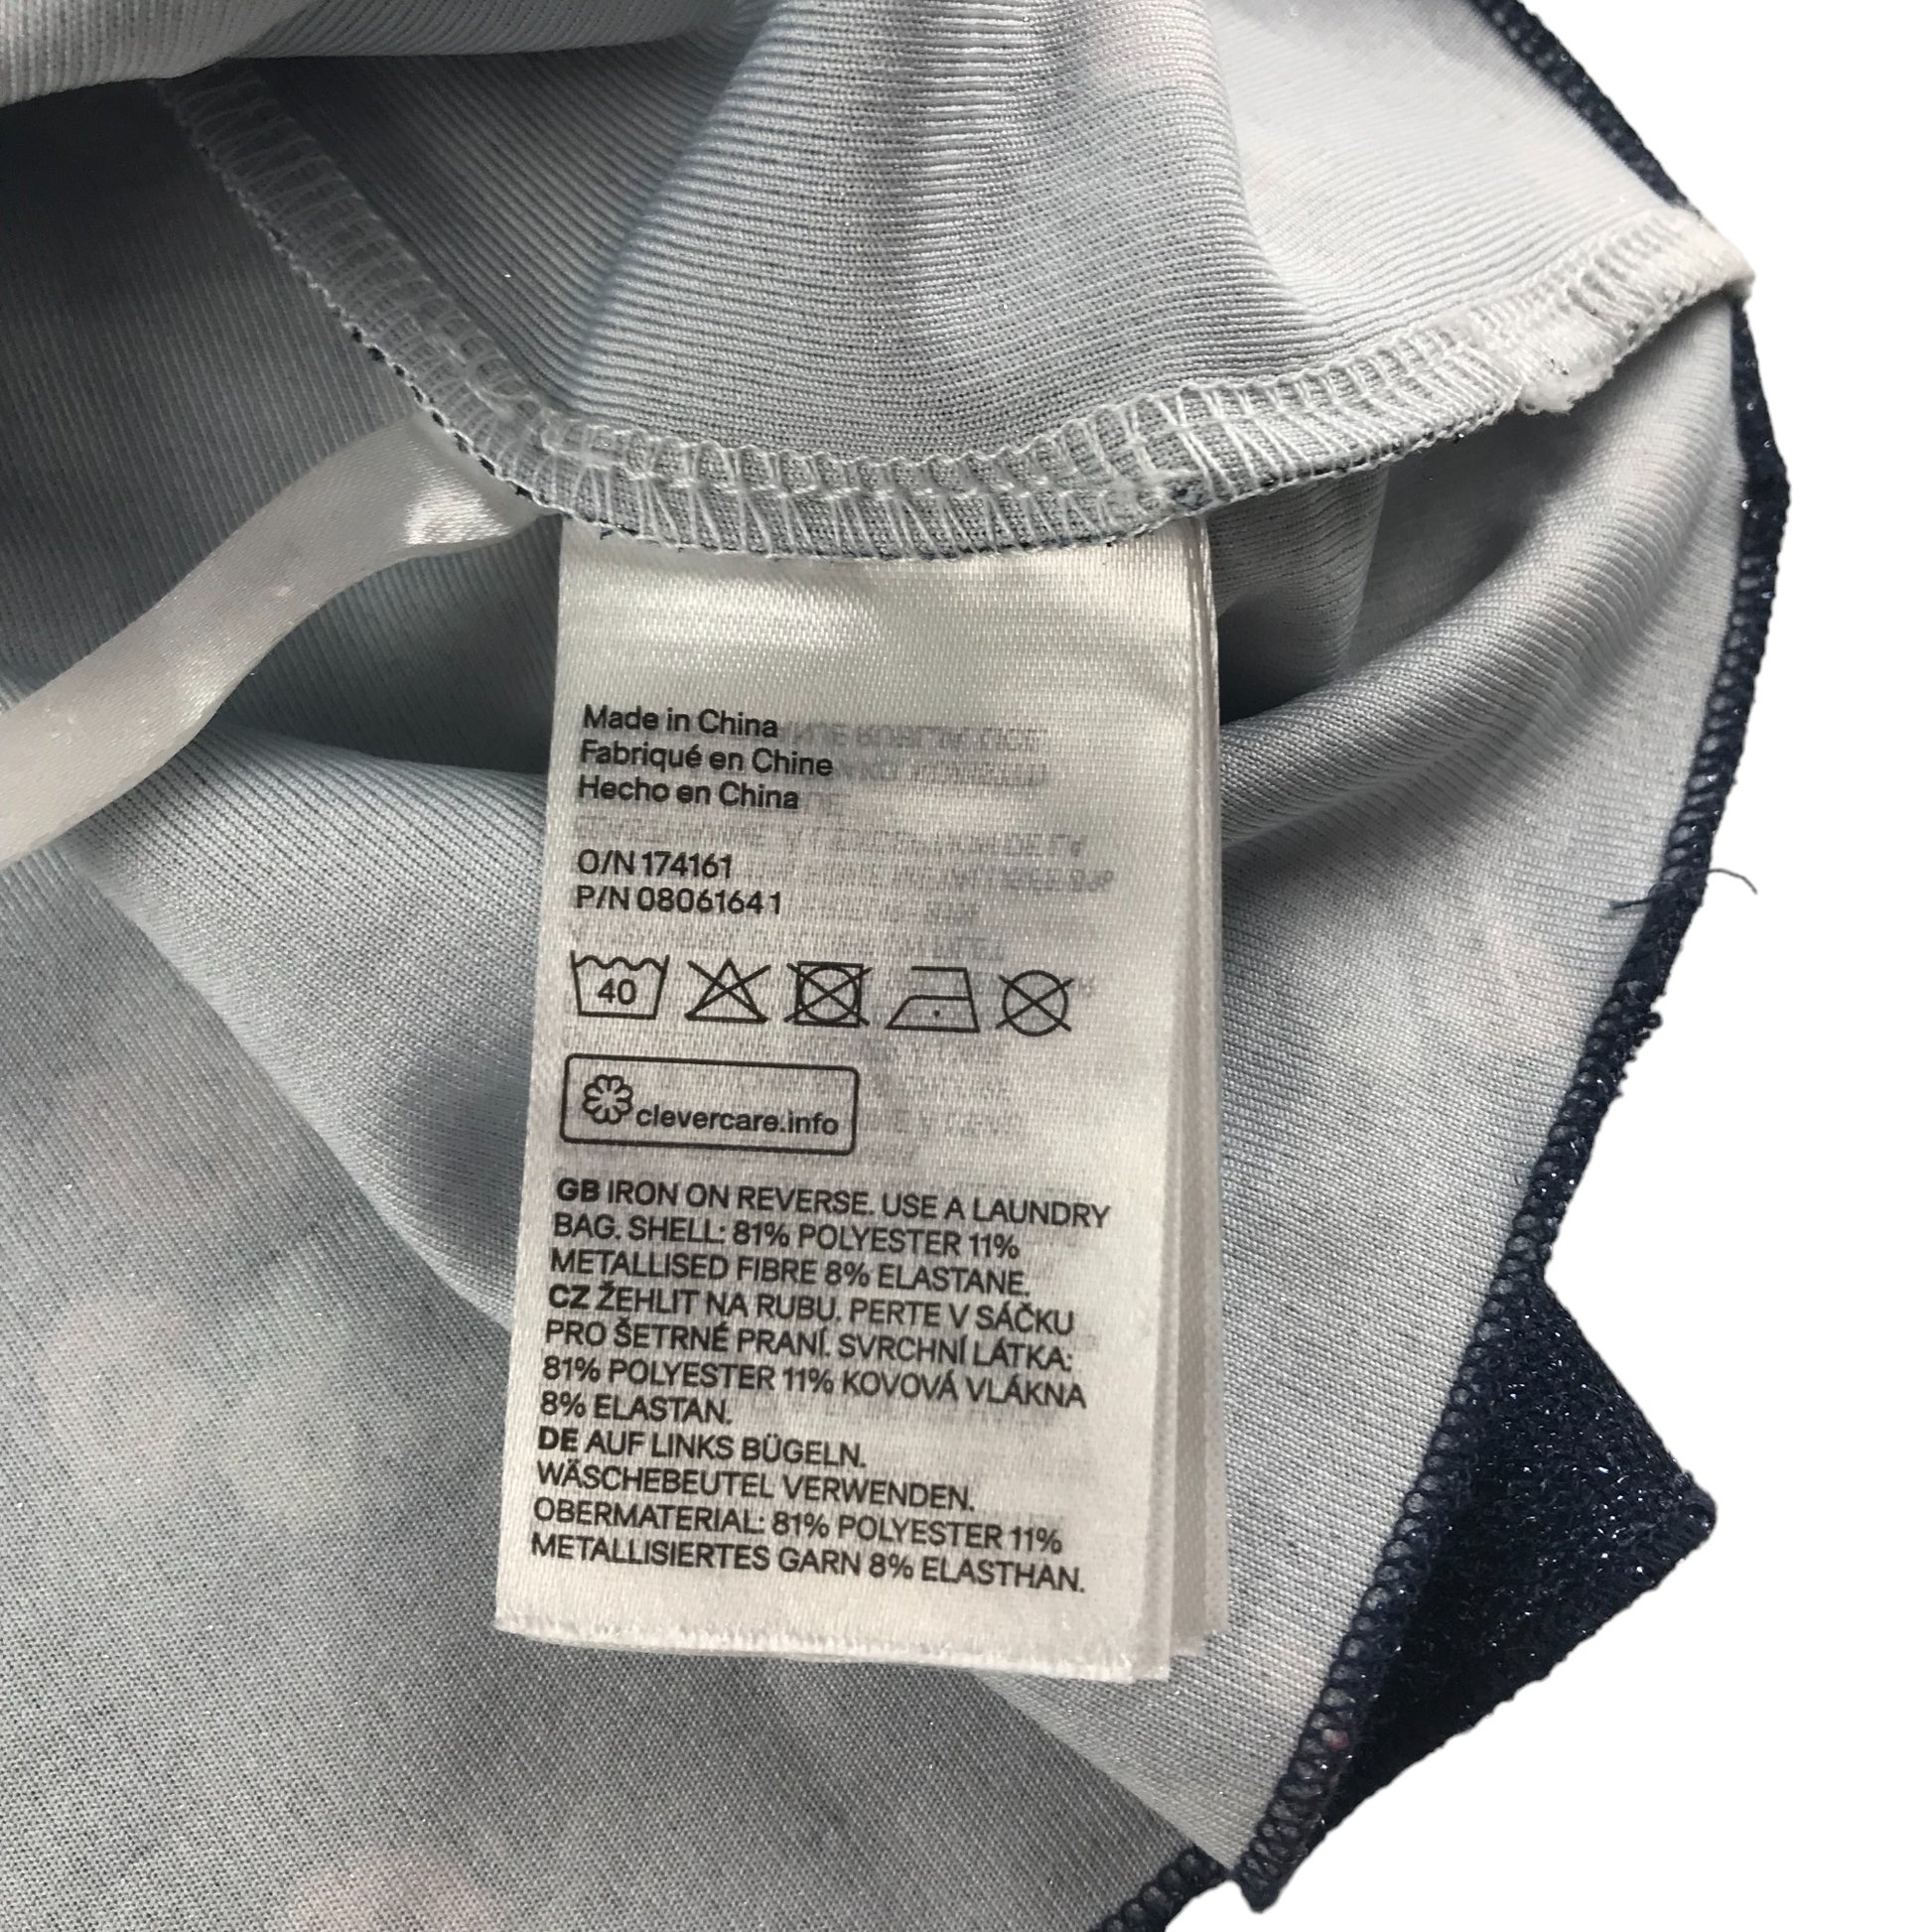 Made in China
Fabriqué en Chine
Hecho en China
O/N 174161
P/N 08061641
40
clevercare.info
GB IRON ON REVERSE. USE A LAUNDRY
BAG. SHELL: 81% POLYESTER 11%
METALLISED FIBRE 8% ELASTANE.
CZ ŽEHLIT NA RUBU. PERTE V SÁČKU
PRO ŠETRNÉ PRANÍ. SVRCHNÍ LÁTKA:
81% POLYESTER 11% KOVOVÁ VLÁKNA
8% ELASTAN.
DE AUF LINKS BÜGELN.
WÄSCHEBEUTEL VERWENDEN.
OBERMATERIAL: 81% POLYESTER 11%
METALLISIERTES GARN 8% ELASTHAN.